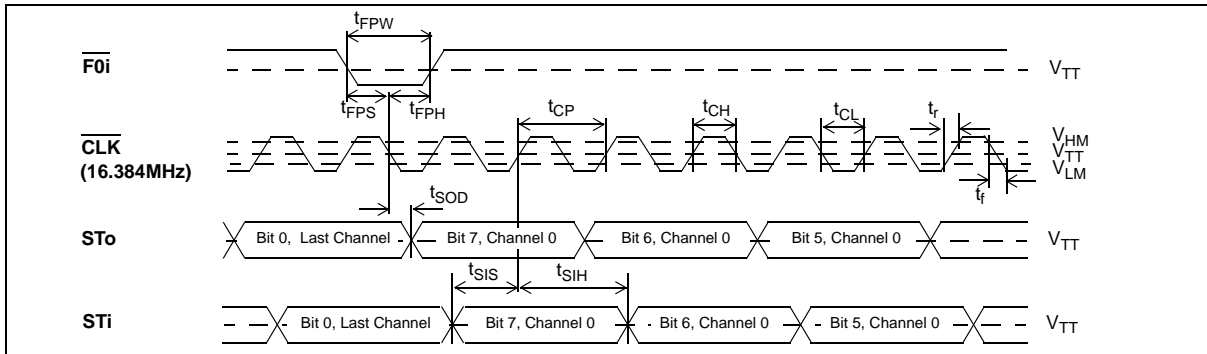 tFPW
F0i
VTT
tFPS tFPH
tCP
tCH
tCL
tr
CLK
(16.384MHz)
VHM
VTT
VLM
tf
tSOD
STo
Bit 0, Last Channel
Bit 7, Channel 0
Bit 6, Channel 0
Bit 5, Channel 0
VTT
tSIS
tSIH
STi
Bit 0, Last Channel
Bit 7, Channel 0
Bit 6, Channel 0
Bit 5, Channel 0
VTT